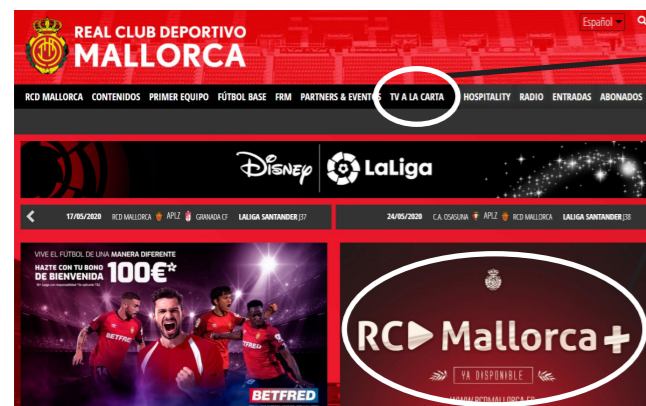 REAL CLUB DEPORTIVO
MALLORCA
Español
RCD MALLORCA CONTENIDOS PRIMER EQUIPO FÚTBOL BASE FRM PARTNERS & EVENTOS TV A LA CARTA HOSPITALITY RADIO ENTRADAS ABONADOS
Disney LaLiga
17/05/2020 RCD MALLORCA APLZ GRANADA CF LALIGA SANTANDER J37
24/05/2020 C.A. OSASUNA APLZ RCD MALLORCA LALIGA SANTANDER J38
VIVE EL FÚTBOL DE UNA MANERA DIFERENTE
HAZTE CON TU BONO
DE BIENVENIDA 100€*
BETFRED
BETFRED
RCD Mallorca+
YA DISPONIBLE
WWW.RCDMALLORCA.ES